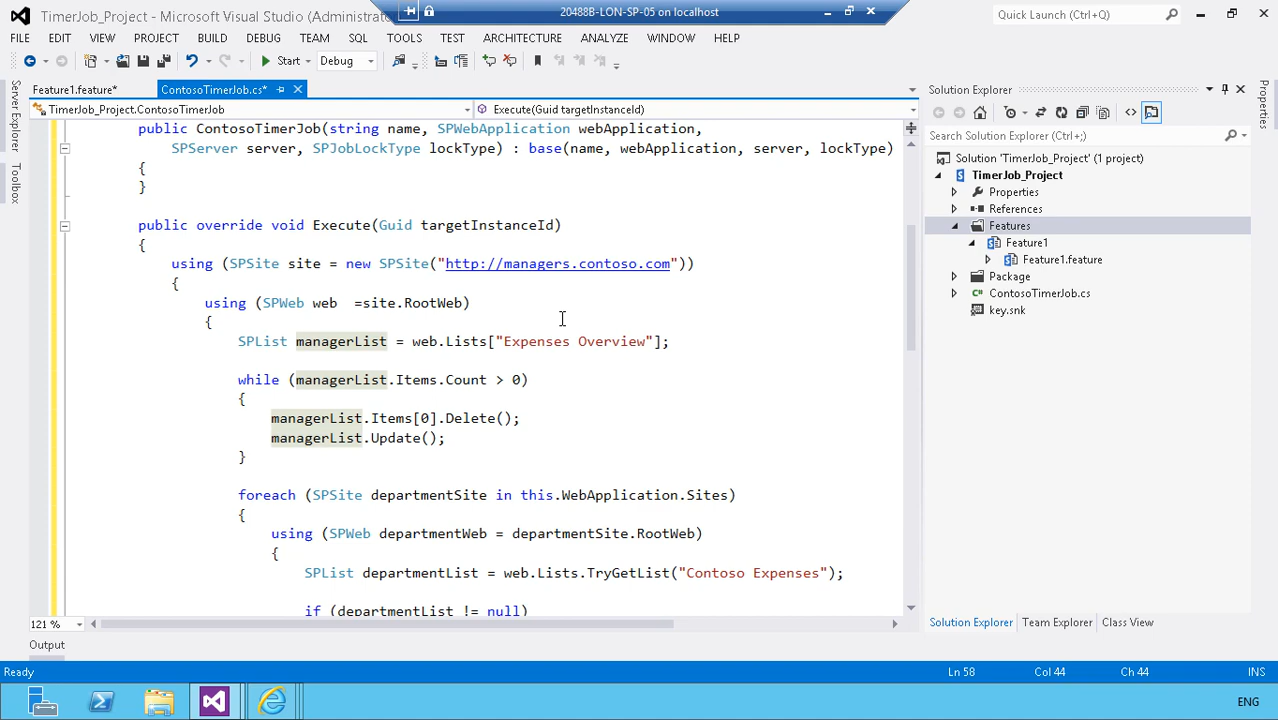 TimerJob_Project - Microsoft Visual Studio (Administrat
20488B-LON-SP-05 on localhost
Quick Launch (Ctrl+;)
FILE EDIT VIEW PROJECT BUILD DEBUG TEAM SQL TOOLS TEST ARCHITECTURE ANALYZE WINDOW HELP
Start Debug
Server Explorer
Toolbox
Feature1.feature* ContosoTimerJob.cs*
TimerJob_Project.ContosoTimerJob Execute(Guid targetInstanceId)
public ContosoTimerJob(string name, SPWebApplication webApplication,
SPServer server, SPJobLockType lockType) : base(name, webApplication, server, lockType)
{
}
public override void Execute(Guid targetInstanceId)
{
using (SPSite site = new SPSite("http://managers.contoso.com"))
{
using (SPWeb web  =site.RootWeb)
{
SPList managerList = web.Lists["Expenses Overview"];
while (managerList.Items.Count > 0)
{
managerList.Items[0].Delete();
managerList.Update();
}
foreach (SPSite departmentSite in this.WebApplication.Sites)
{
using (SPWeb departmentWeb = departmentSite.RootWeb)
{
SPList departmentList = web.Lists.TryGetList("Contoso Expenses");
if (departmentList != null)
121 %
Solution Explorer
Search Solution Explorer (Ctrl+;)
Solution 'TimerJob_Project' (1 project)
TimerJob_Project
Properties
References
Features
Feature1
Feature1.feature
Package
ContosoTimerJob.cs
key.snk
Solution Explorer Team Explorer Class View
Properties
Output
Ready Ln 58 Col 44 Ch 44 INS
ENG